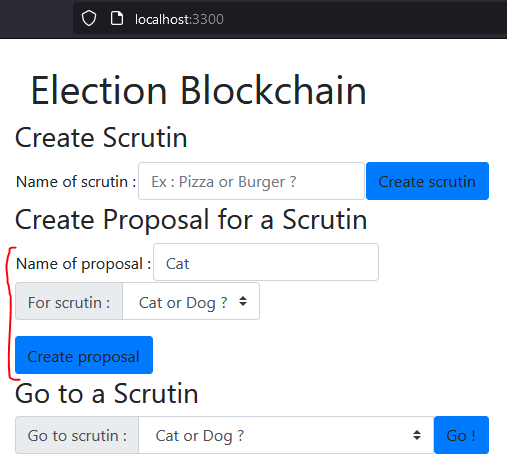 localhost:3300
Election Blockchain
Create Scrutin
Name of scrutin : Ex : Pizza or Burger ? Create scrutin
Create Proposal for a Scrutin
Name of proposal : Cat
For scrutin : Cat or Dog ?
Create proposal
Go to a Scrutin
Go to scrutin : Cat or Dog ? Go !